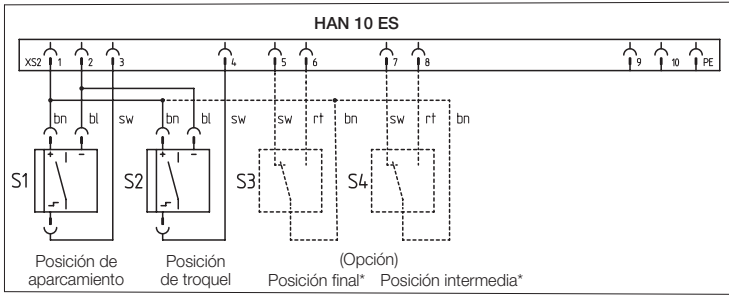 HAN 10 ES
XS2 1 2 3 4 5 6 7 8 9 10 PE
bn bl sw bn bl sw sw rt bn sw rt bn
+ − + −
S1 S2 S3 S4
Posición de aparcamiento
Posición de troquel
(Opción)
Posición final* Posición intermedia*